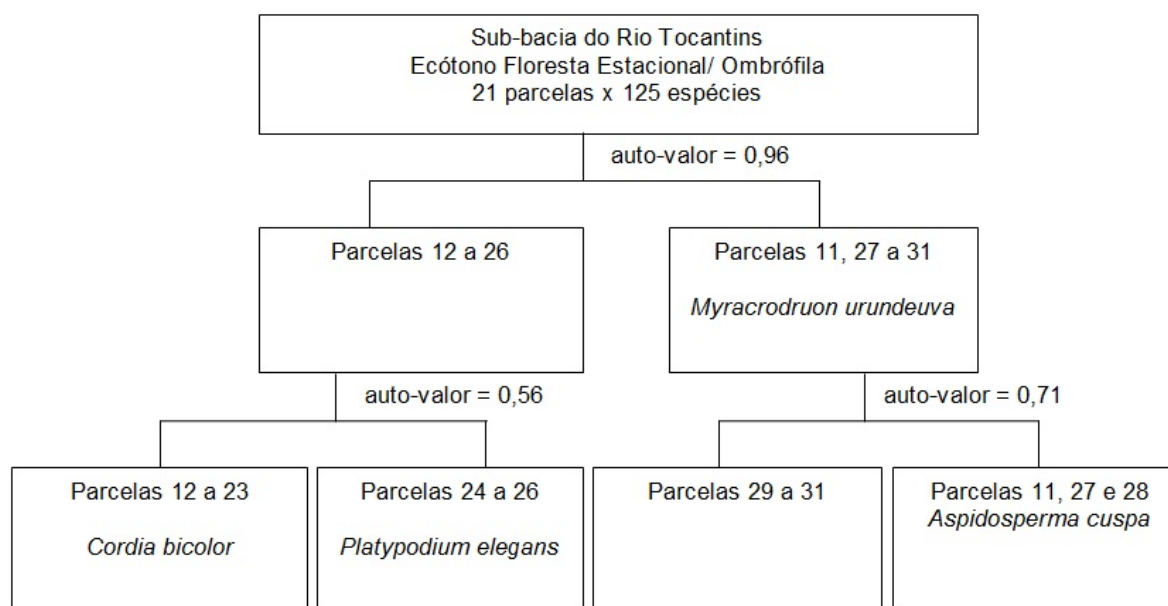 Sub-bacia do Rio Tocantins
Ecótono Floresta Estacional/ Ombrófila
21 parcelas x 125 espécies
auto-valor = 0,96
Parcelas 12 a 26
Parcelas 11, 27 a 31
Myracrodruon urundeuva
auto-valor = 0,56
auto-valor = 0,71
Parcelas 12 a 23
Cordia bicolor
Parcelas 24 a 26
Platypodium elegans
Parcelas 29 a 31
Parcelas 11, 27 e 28
Aspidosperma cuspa